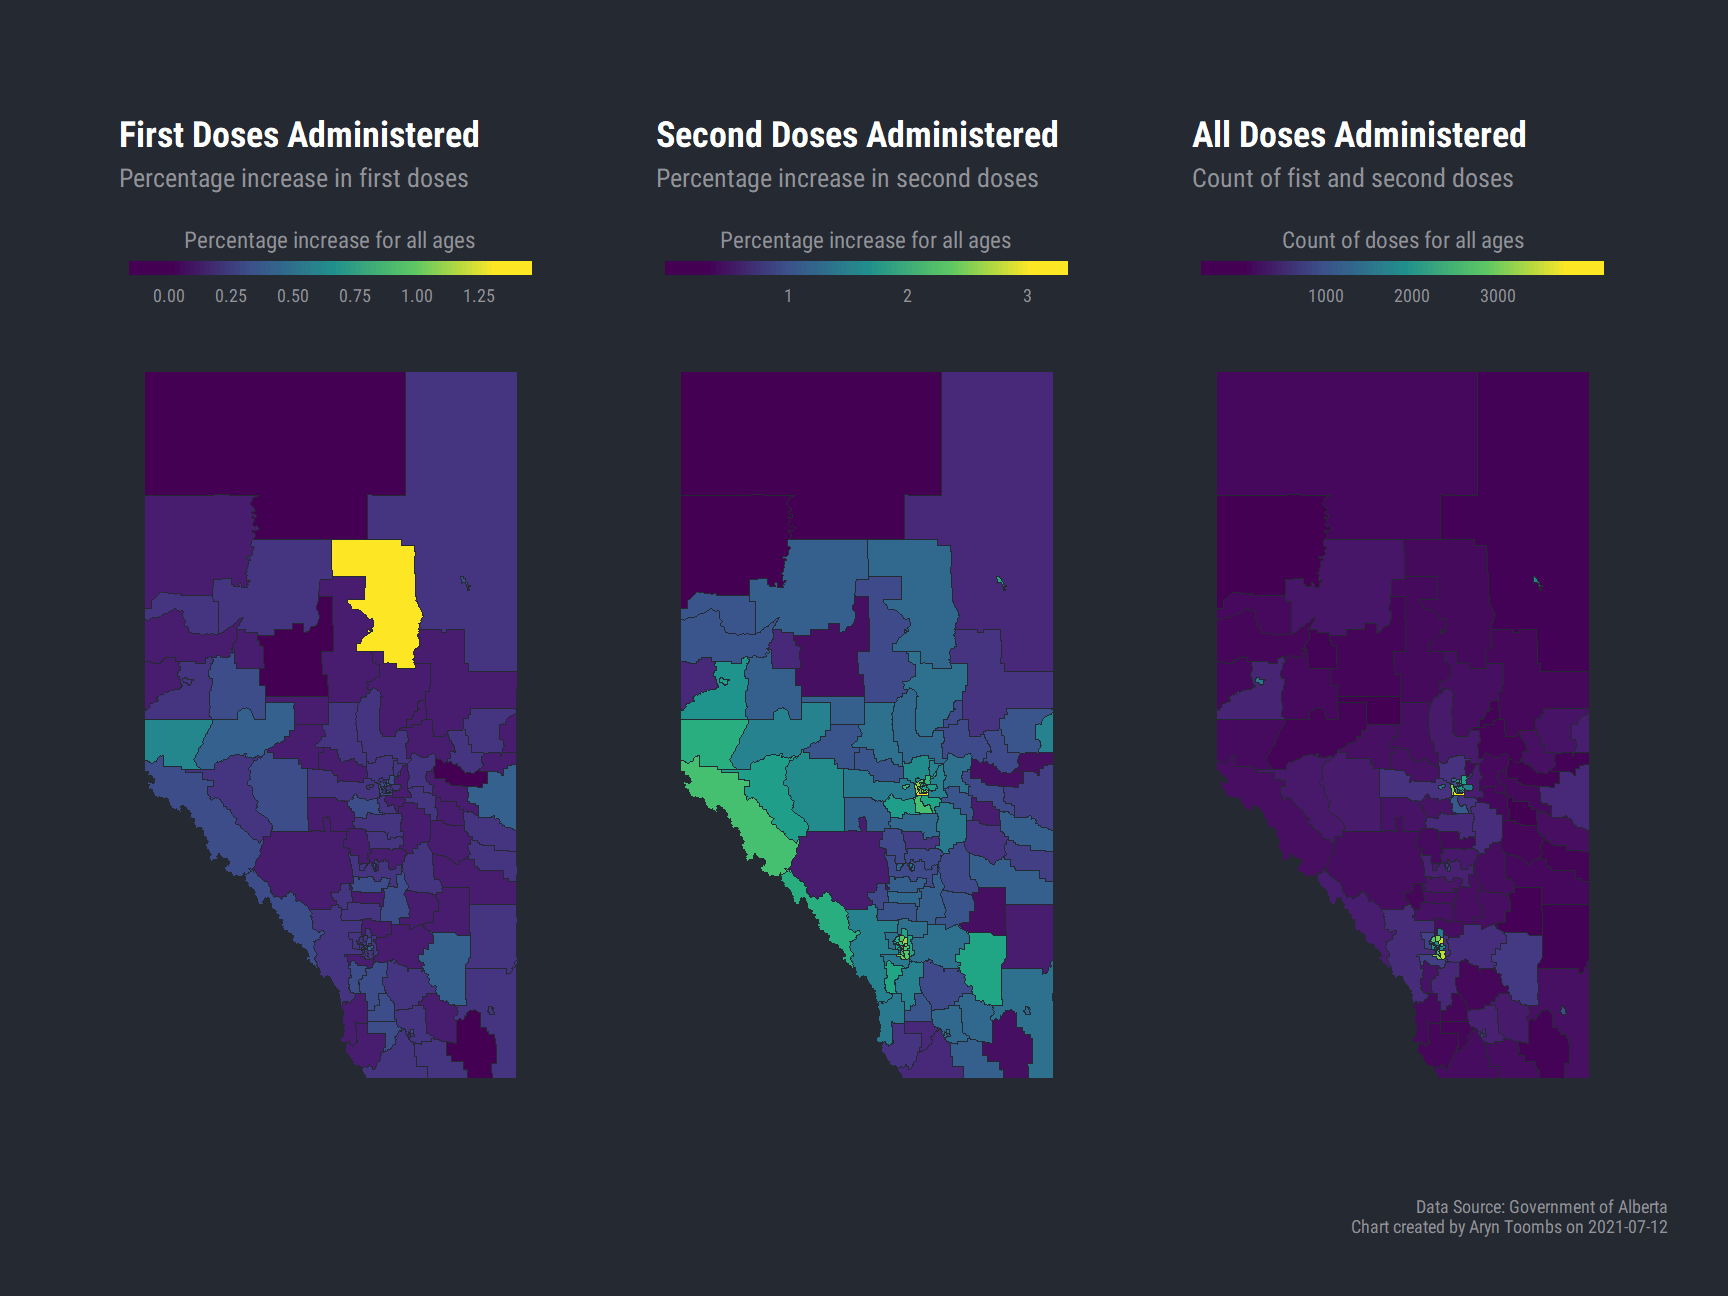 First Doses Administered
Percentage increase in first doses
Percentage increase for all ages
0.00 0.25 0.50 0.75 1.00 1.25
Second Doses Administered
Percentage increase in second doses
Percentage increase for all ages
1 2 3
All Doses Administered
Count of fist and second doses
Count of doses for all ages
1000 2000 3000
Data Source: Government of Alberta
Chart created by Aryn Toombs on 2021-07-12